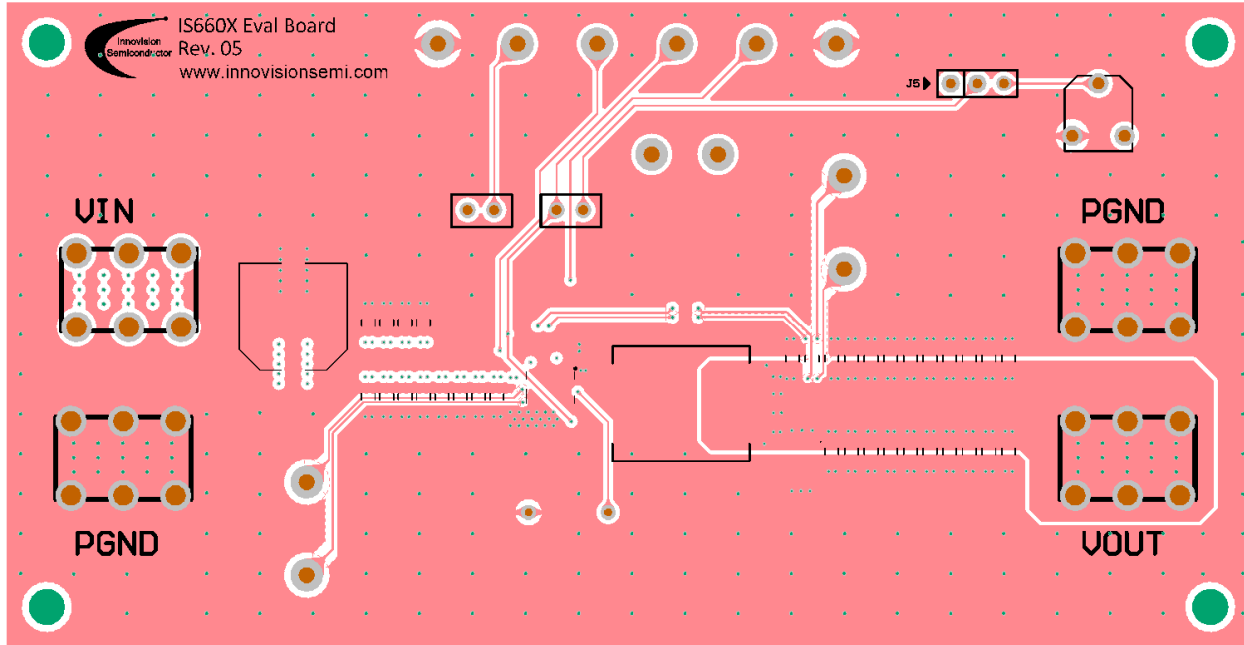 Innovision
Semiconductor
IS660X Eval Board
Rev. 05
www.innovisionsemi.com
J5
VIN
PGND
PGND
VOUT